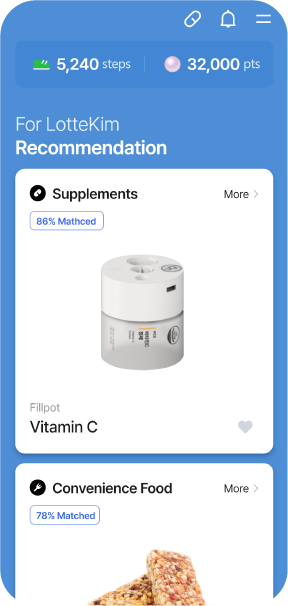 5,240 steps
32,000 pts
For LotteKim
Recommendation
Supplements
More
86% Mathced
Fillpot
Vitamin C
Convenience Food
More
78% Matched